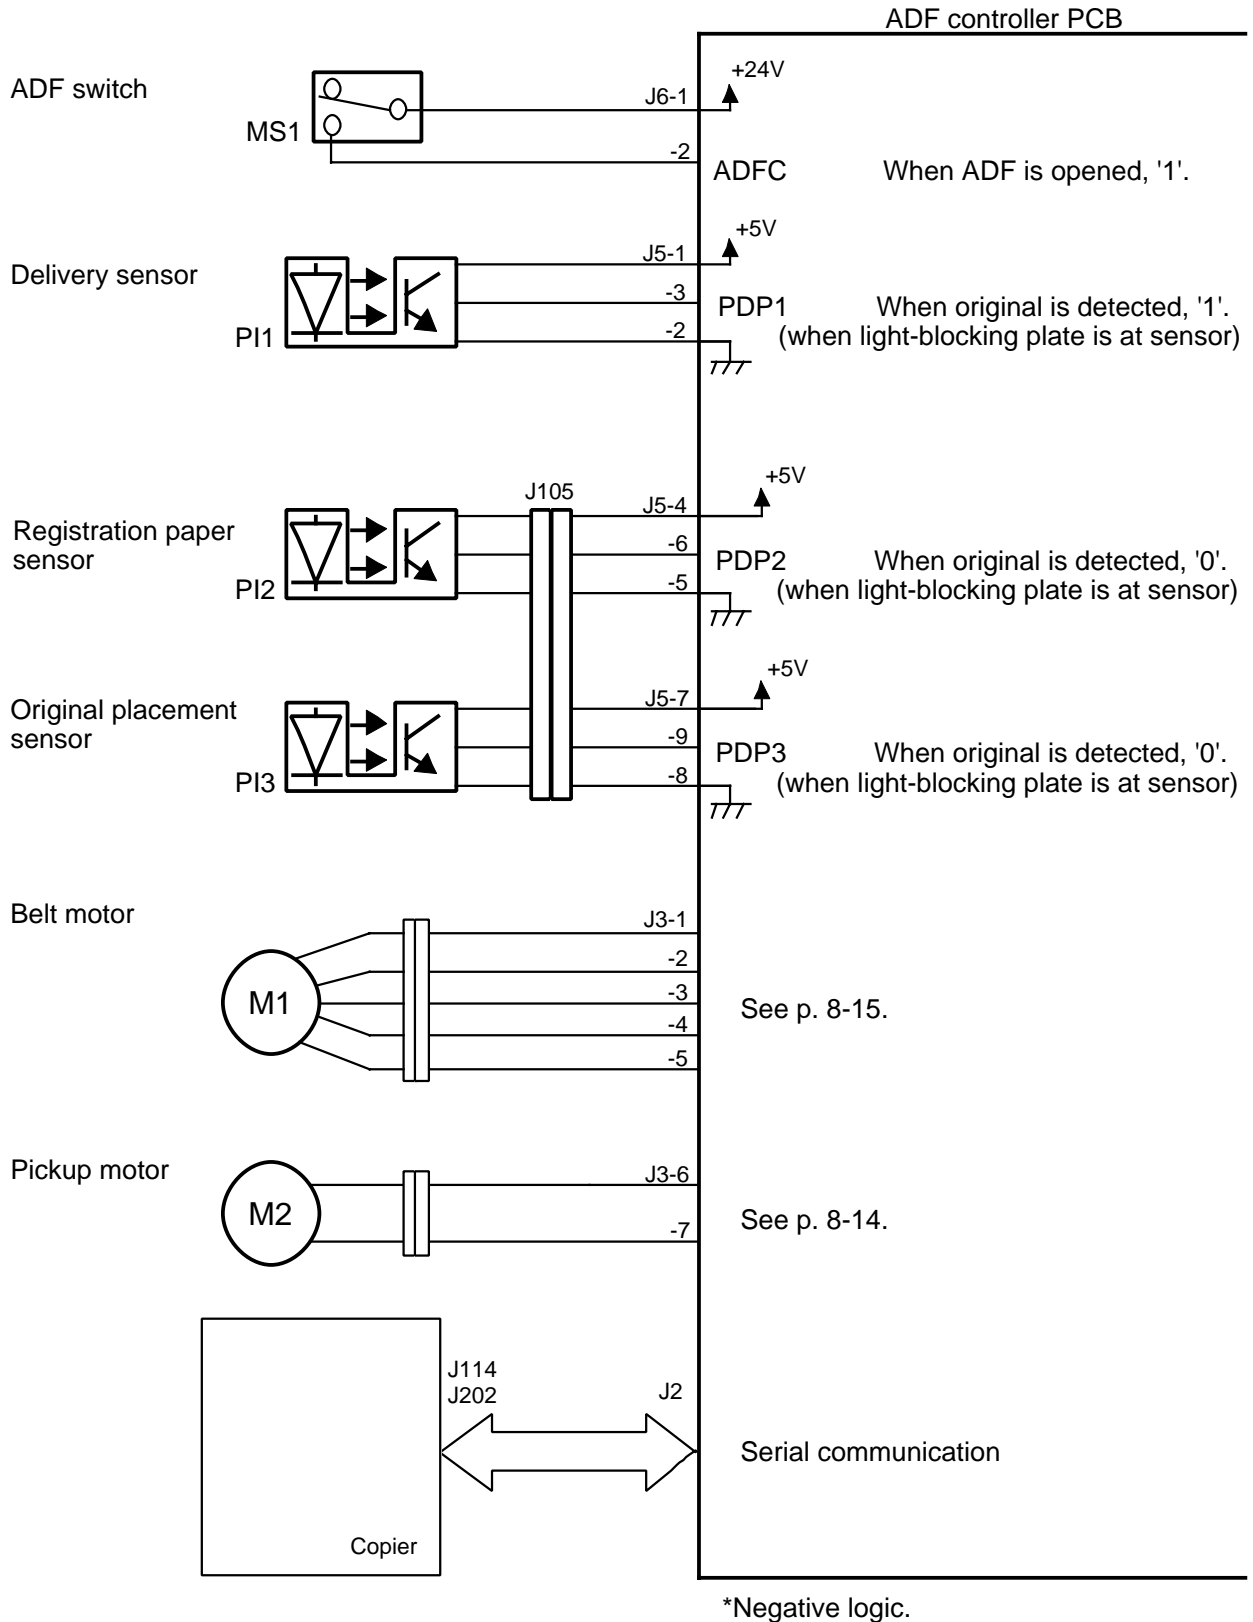 ADF controller PCB
ADF switch
MS1
J6-1
+24V
-2
ADFC
When ADF is opened, '1'.
Delivery sensor
PI1
J5-1
+5V
-3
PDP1
When original is detected, '1'.
-2
(when light-blocking plate is at sensor)
Registration paper
sensor
PI2
J105
J5-4
+5V
-6
PDP2
When original is detected, '0'.
-5
(when light-blocking plate is at sensor)
Original placement
sensor
PI3
J5-7
+5V
-9
PDP3
When original is detected, '0'.
-8
(when light-blocking plate is at sensor)
Belt motor
M1
J3-1
-2
-3
-4
-5
See p. 8-15.
Pickup motor
M2
J3-6
-7
See p. 8-14.
J114
J202
J2
Serial communication
Copier
*Negative logic.